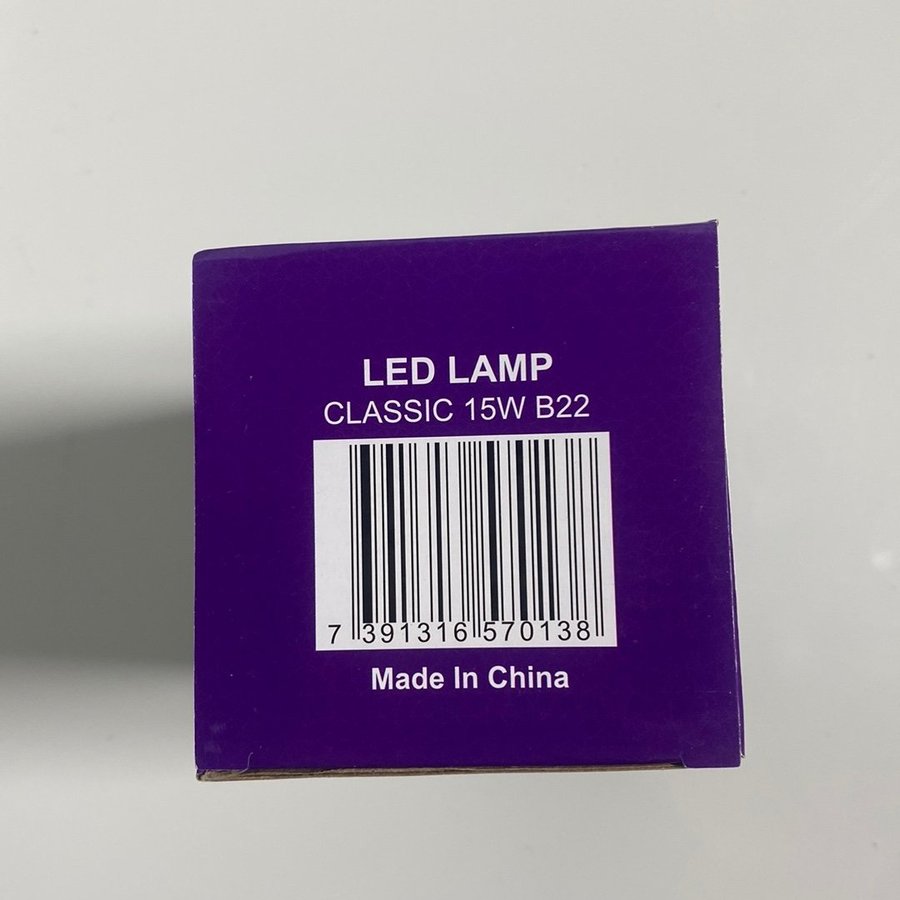 LED LAMP
CLASSIC 15W B22
7 391316 570138
Made In China